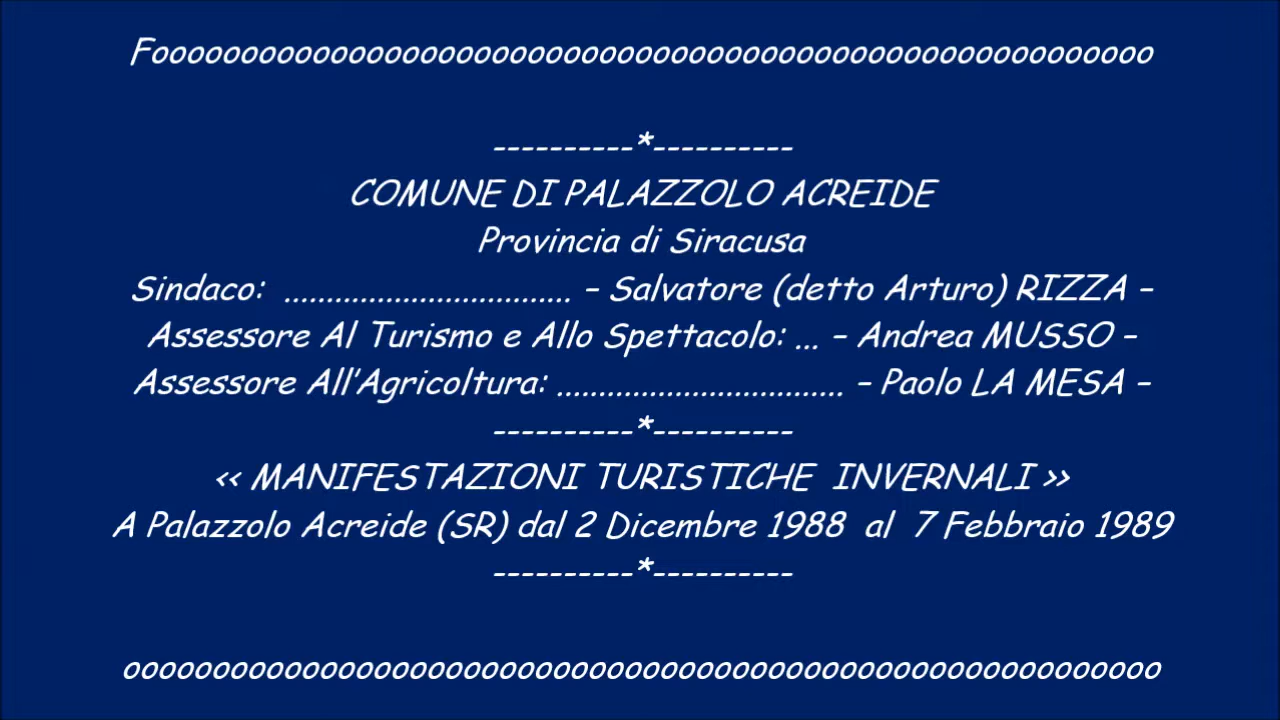 Fooooooooooooooooooooooooooooooooooooooooooooooooooooooooo
----------*----------
COMUNE DI PALAZZOLO ACREIDE
Provincia di Siracusa
Sindaco: .................................. – Salvatore (detto Arturo) RIZZA –
Assessore Al Turismo e Allo Spettacolo: ... – Andrea MUSSO –
Assessore All'Agricoltura: .................................. – Paolo LA MESA –
----------*----------
<< MANIFESTAZIONI TURISTICHE INVERNALI >>
A Palazzolo Acreide (SR) dal 2 Dicembre 1988 al 7 Febbraio 1989
----------*----------
oooooooooooooooooooooooooooooooooooooooooooooooooooooooooo